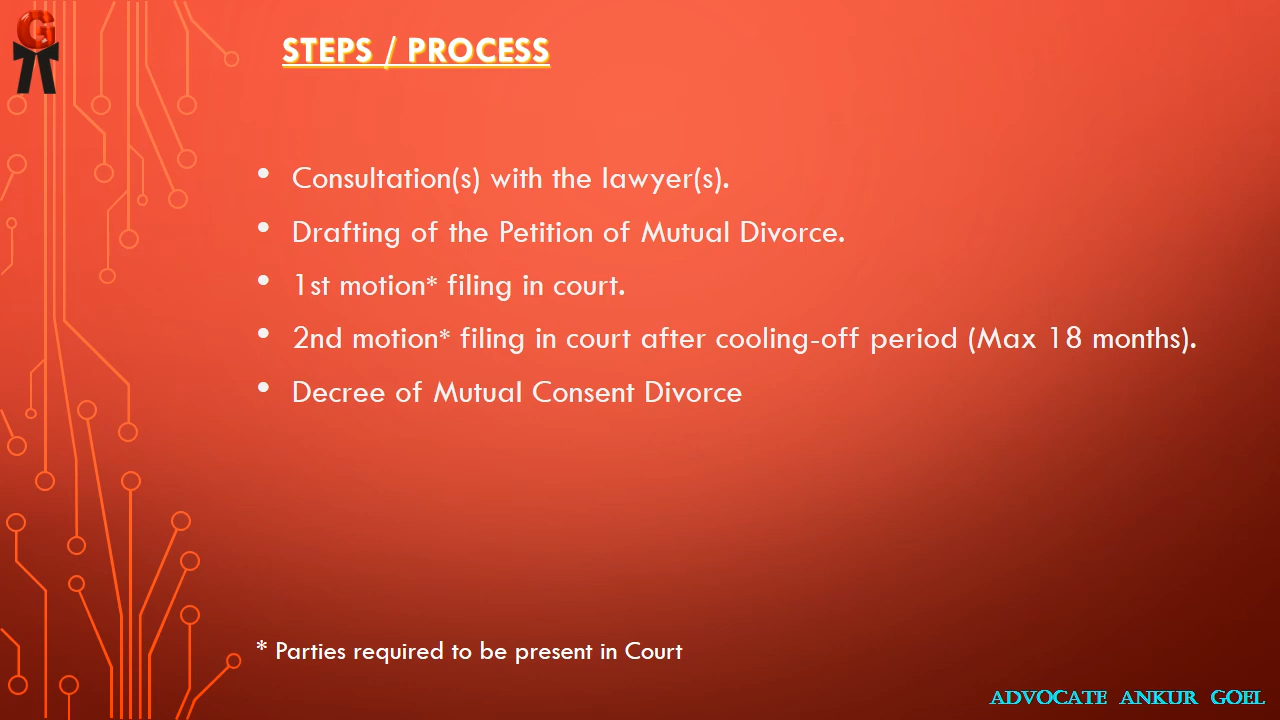 G
STEPS / PROCESS
• Consultation(s) with the lawyer(s).
• Drafting of the Petition of Mutual Divorce.
• 1st motion* filing in court.
• 2nd motion* filing in court after cooling-off period (Max 18 months).
• Decree of Mutual Consent Divorce
* Parties required to be present in Court
ADVOCATE ANKUR GOEL